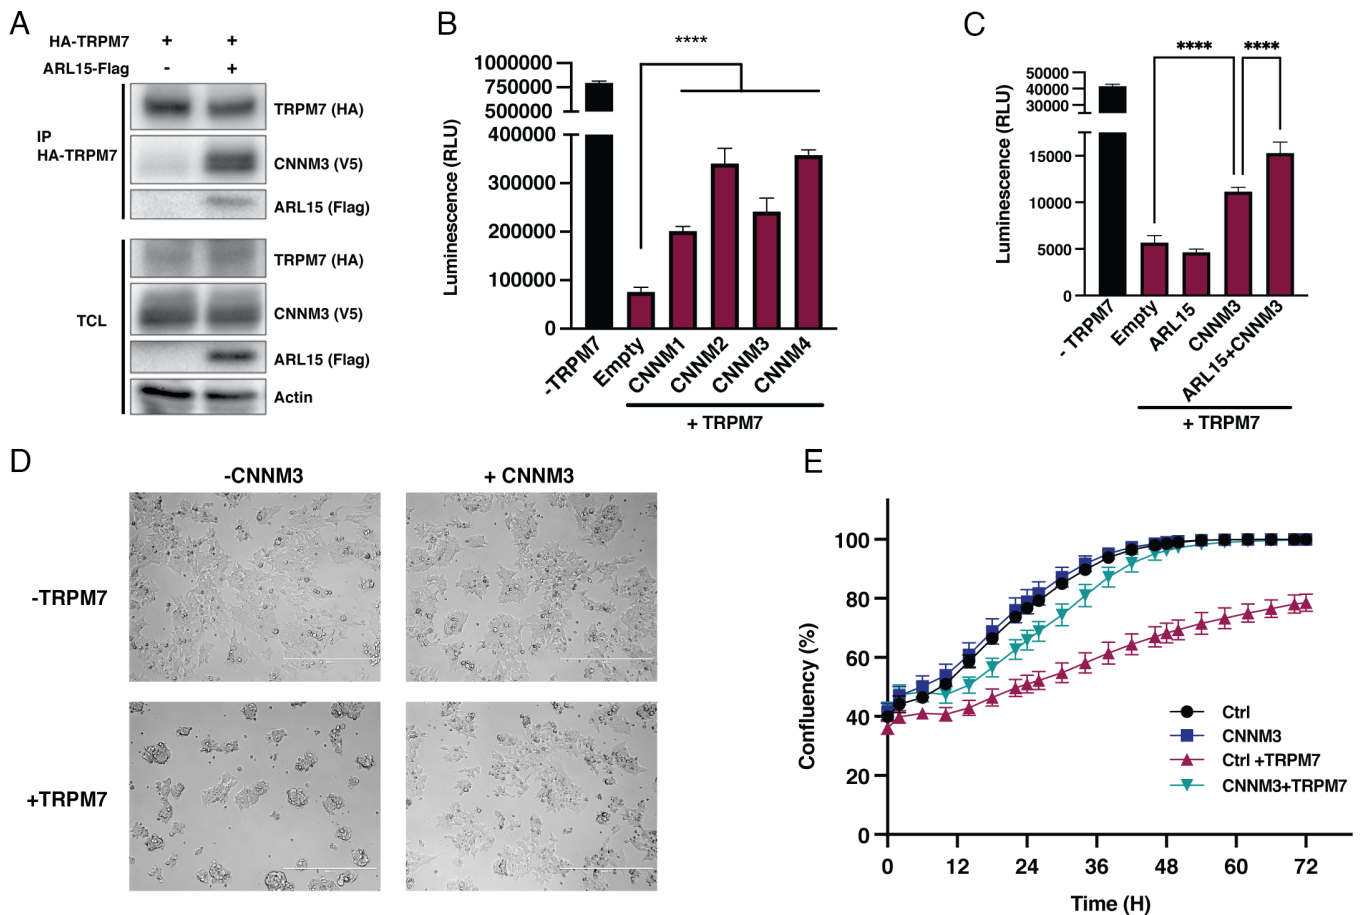 A
HA-TRPM7 + +
ARL15-Flag - +
IP
HA-TRPM7
TRPM7 (HA)
CNNM3 (V5)
ARL15 (Flag)
TCL
TRPM7 (HA)
CNNM3 (V5)
ARL15 (Flag)
Actin
B
****
Luminescence (RLU)
1000000
750000
500000
400000
300000
200000
100000
0
-TRPM7
Empty
CNNM1
CNNM2
CNNM3
CNNM4
+ TRPM7
C
**** ****
Luminescence (RLU)
50000
40000
30000
15000
10000
5000
0
- TRPM7
Empty
ARL15
CNNM3
ARL15+CNNM3
+ TRPM7
D
-CNNM3 + CNNM3
-TRPM7
+TRPM7
E
Confluency (%)
100
80
60
40
20
0
Ctrl
CNNM3
Ctrl +TRPM7
CNNM3+TRPM7
0 12 24 36 48 60 72
Time (H)